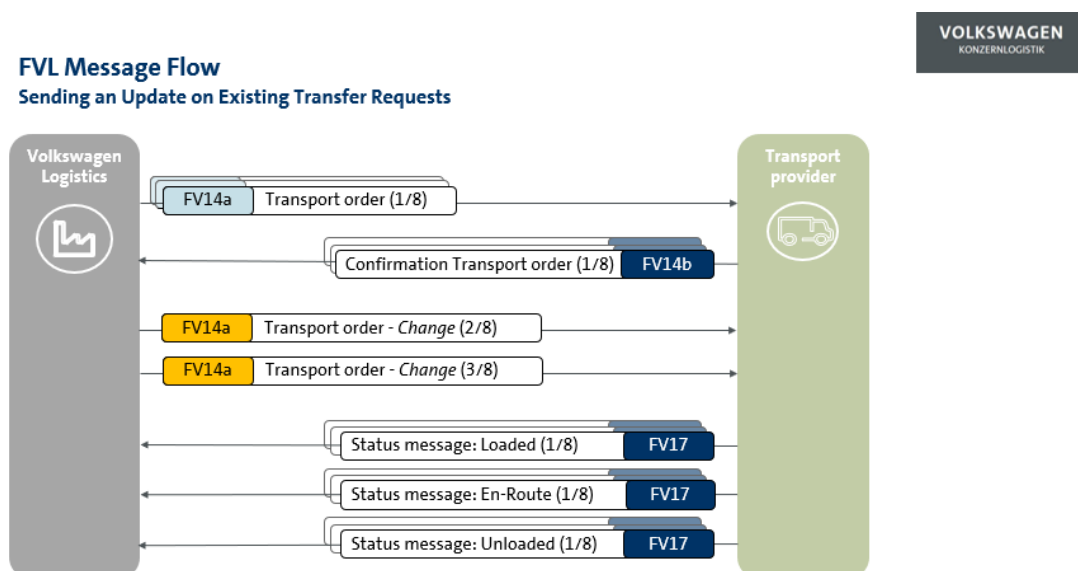 VOLKSWAGEN
KONZERNLOGISTIK
FVL Message Flow
Sending an Update on Existing Transfer Requests
Volkswagen
Logistics
Transport
provider
FV14a Transport order (1/8)
Confirmation Transport order (1/8) FV14b
FV14a Transport order - Change (2/8)
FV14a Transport order - Change (3/8)
Status message: Loaded (1/8) FV17
Status message: En-Route (1/8) FV17
Status message: Unloaded (1/8) FV17